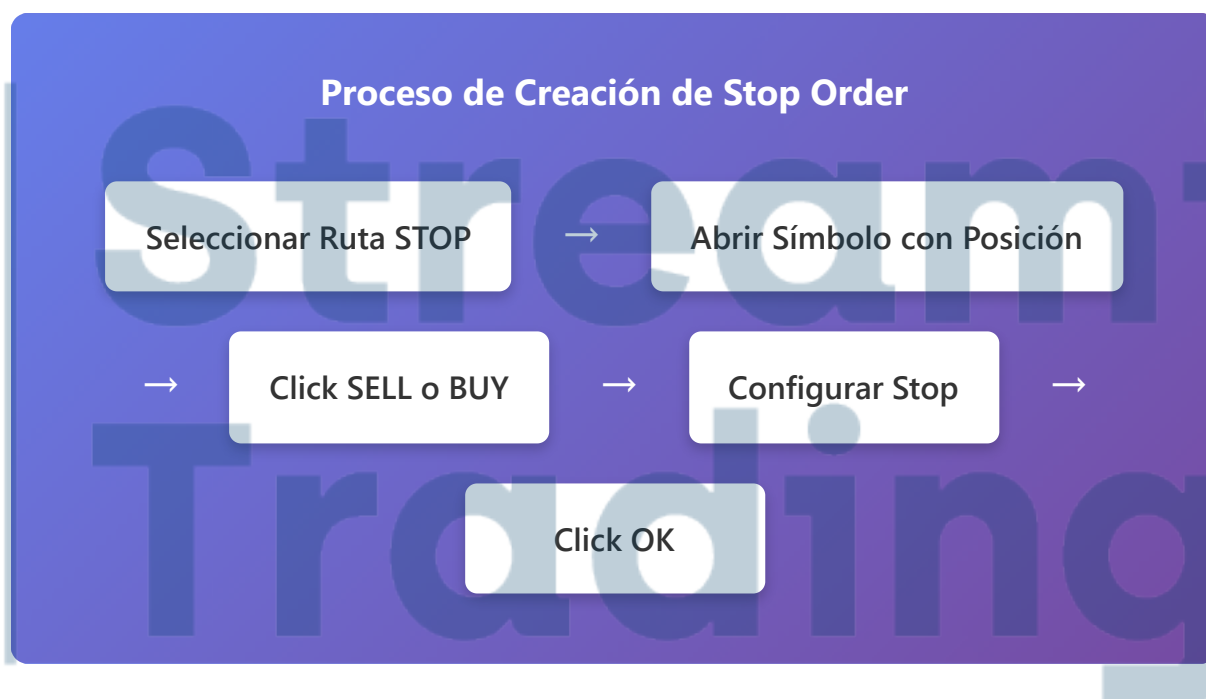 Proceso de Creación de Stop Order
Seleccionar Ruta STOP → Abrir Símbolo con Posición
→ Click SELL o BUY → Configurar Stop →
Click OK
Stream
Trading